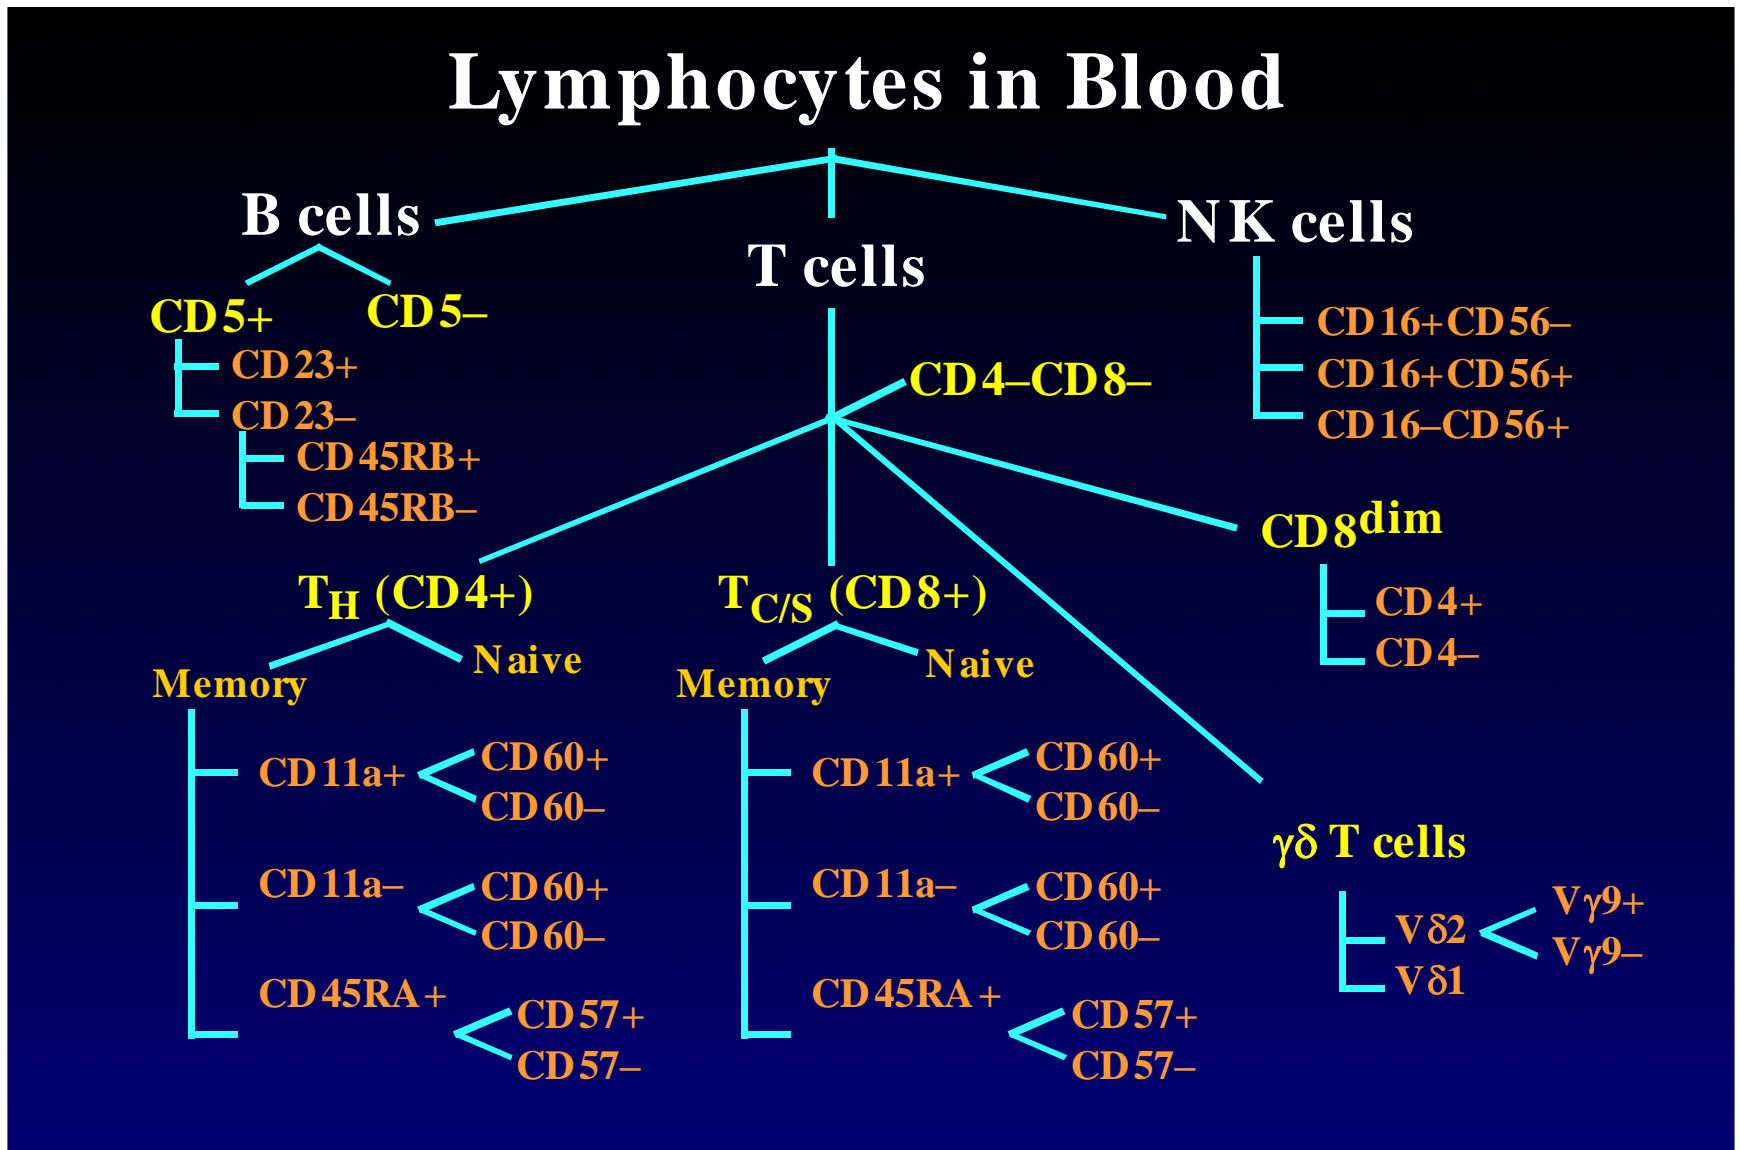 Lymphocytes in Blood
B cells
CD5+
CD5–
CD23+
CD23–
CD45RB+
CD45RB–
T cells
CD4–CD8–
NK cells
CD16+CD56–
CD16+CD56+
CD16–CD56+
TH (CD4+)
Memory
Naive
CD11a+
CD60+
CD60–
CD11a–
CD60+
CD60–
CD45RA+
CD57+
CD57–
TC/S (CD8+)
Memory
Naive
CD11a+
CD60+
CD60–
CD11a–
CD60+
CD60–
CD45RA+
CD57+
CD57–
CD8dim
CD4+
CD4–
γδ T cells
Vδ2
Vγ9+
Vγ9–
Vδ1